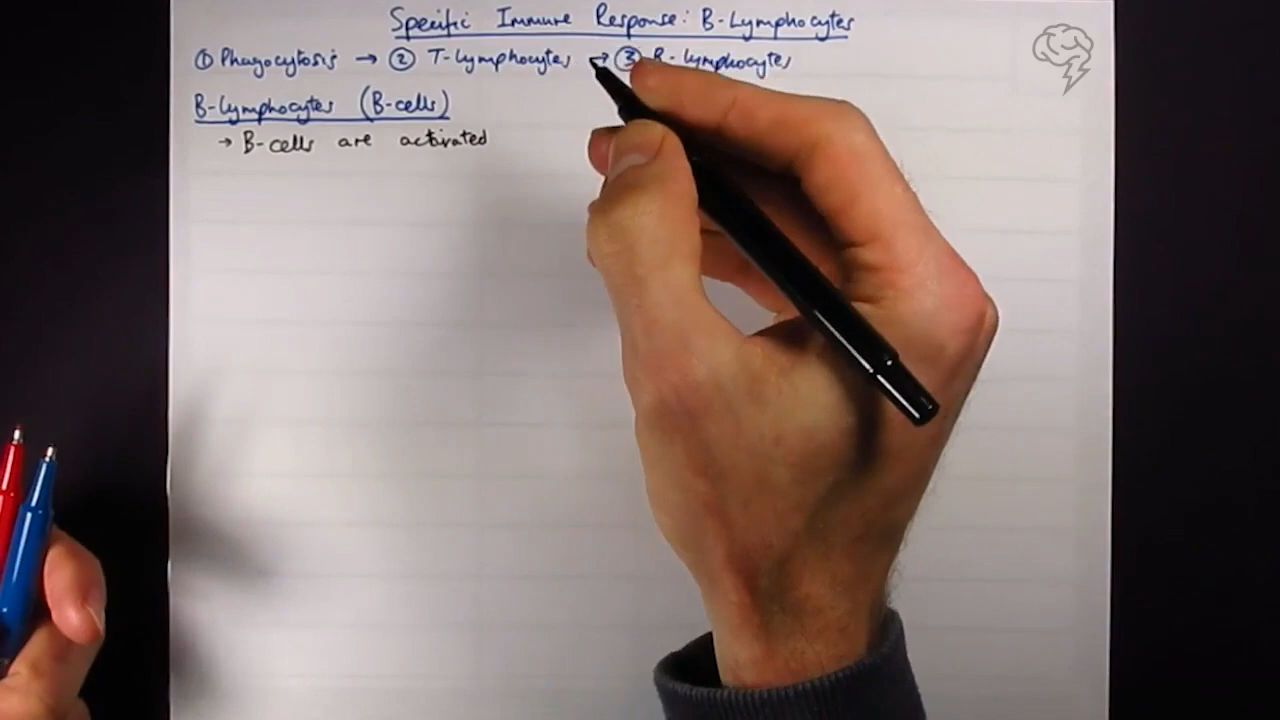 Specific Immune Response: B-Lymphocytes
① Phagocytosis → ② T-Lymphocytes → ③ B-Lymphocytes
B-Lymphocytes (B-cells)
→ B-cells are activated